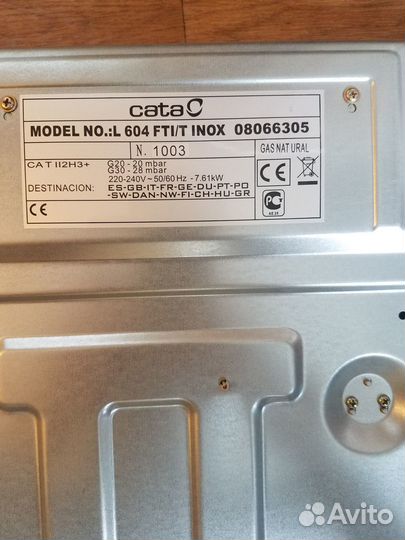 cata
MODEL NO.:L 604 FTI/T INOX 08066305
N. 1003
GAS NATURAL
CAT II2H3+
G20 - 20 mbar
G30 - 28 mbar
220-240V ~ 50/60 Hz - 7.61kW
DESTINACION: ES-GB-IT-FR-GE-DU-PT-PO
-SW-DAN-NW-FI-CH-HU-GR
CE
CE
Avito